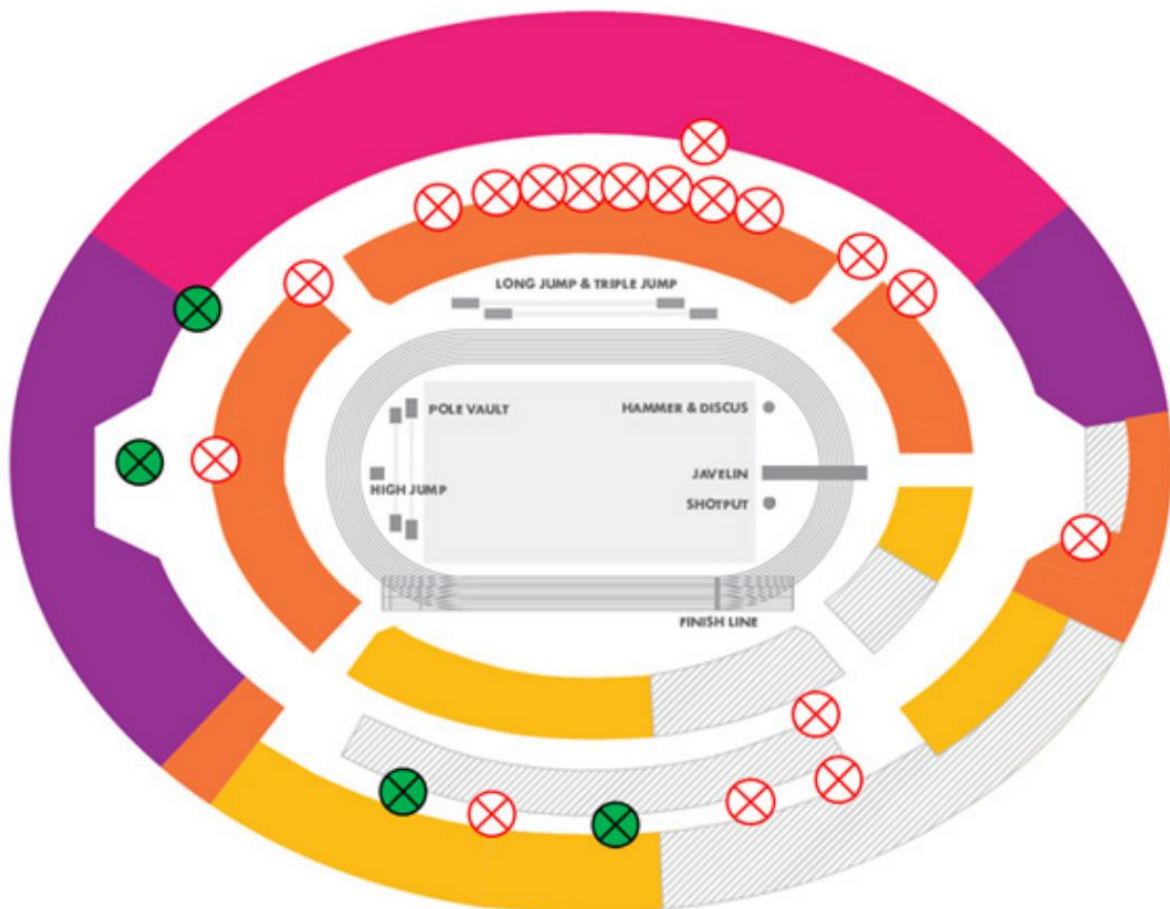 LONG JUMP & TRIPLE JUMP
POLE VAULT
HAMMER & DISCUS
HIGH JUMP
JAVELIN
SHOTPUT
FINISH LINE